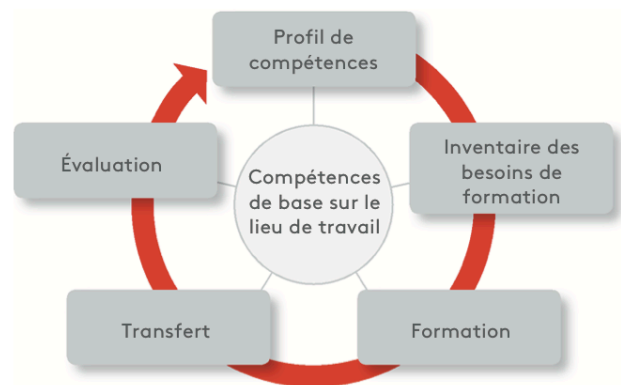 Profil de
compétences
Inventaire des
besoins de
formation
Évaluation
Compétences
de base sur le
lieu de travail
Transfert
Formation